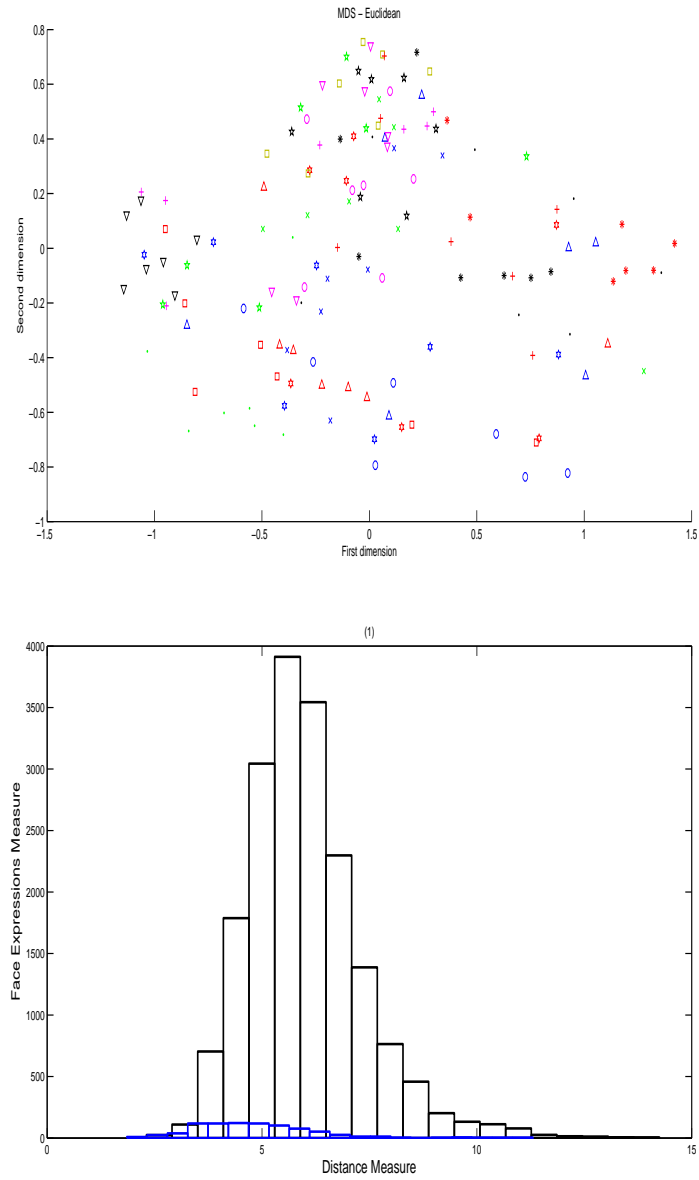 MDS – Euclidean
0.8
0.6
0.4
0.2
0
−0.2
−0.4
−0.6
−0.8
−1
Second dimension
−1.5 −1 −0.5 0 0.5 1 1.5
First dimension
(1)
4000
3500
3000
2500
2000
1500
1000
500
0
Face Expressions Measure
0 5 10 15
Distance Measure